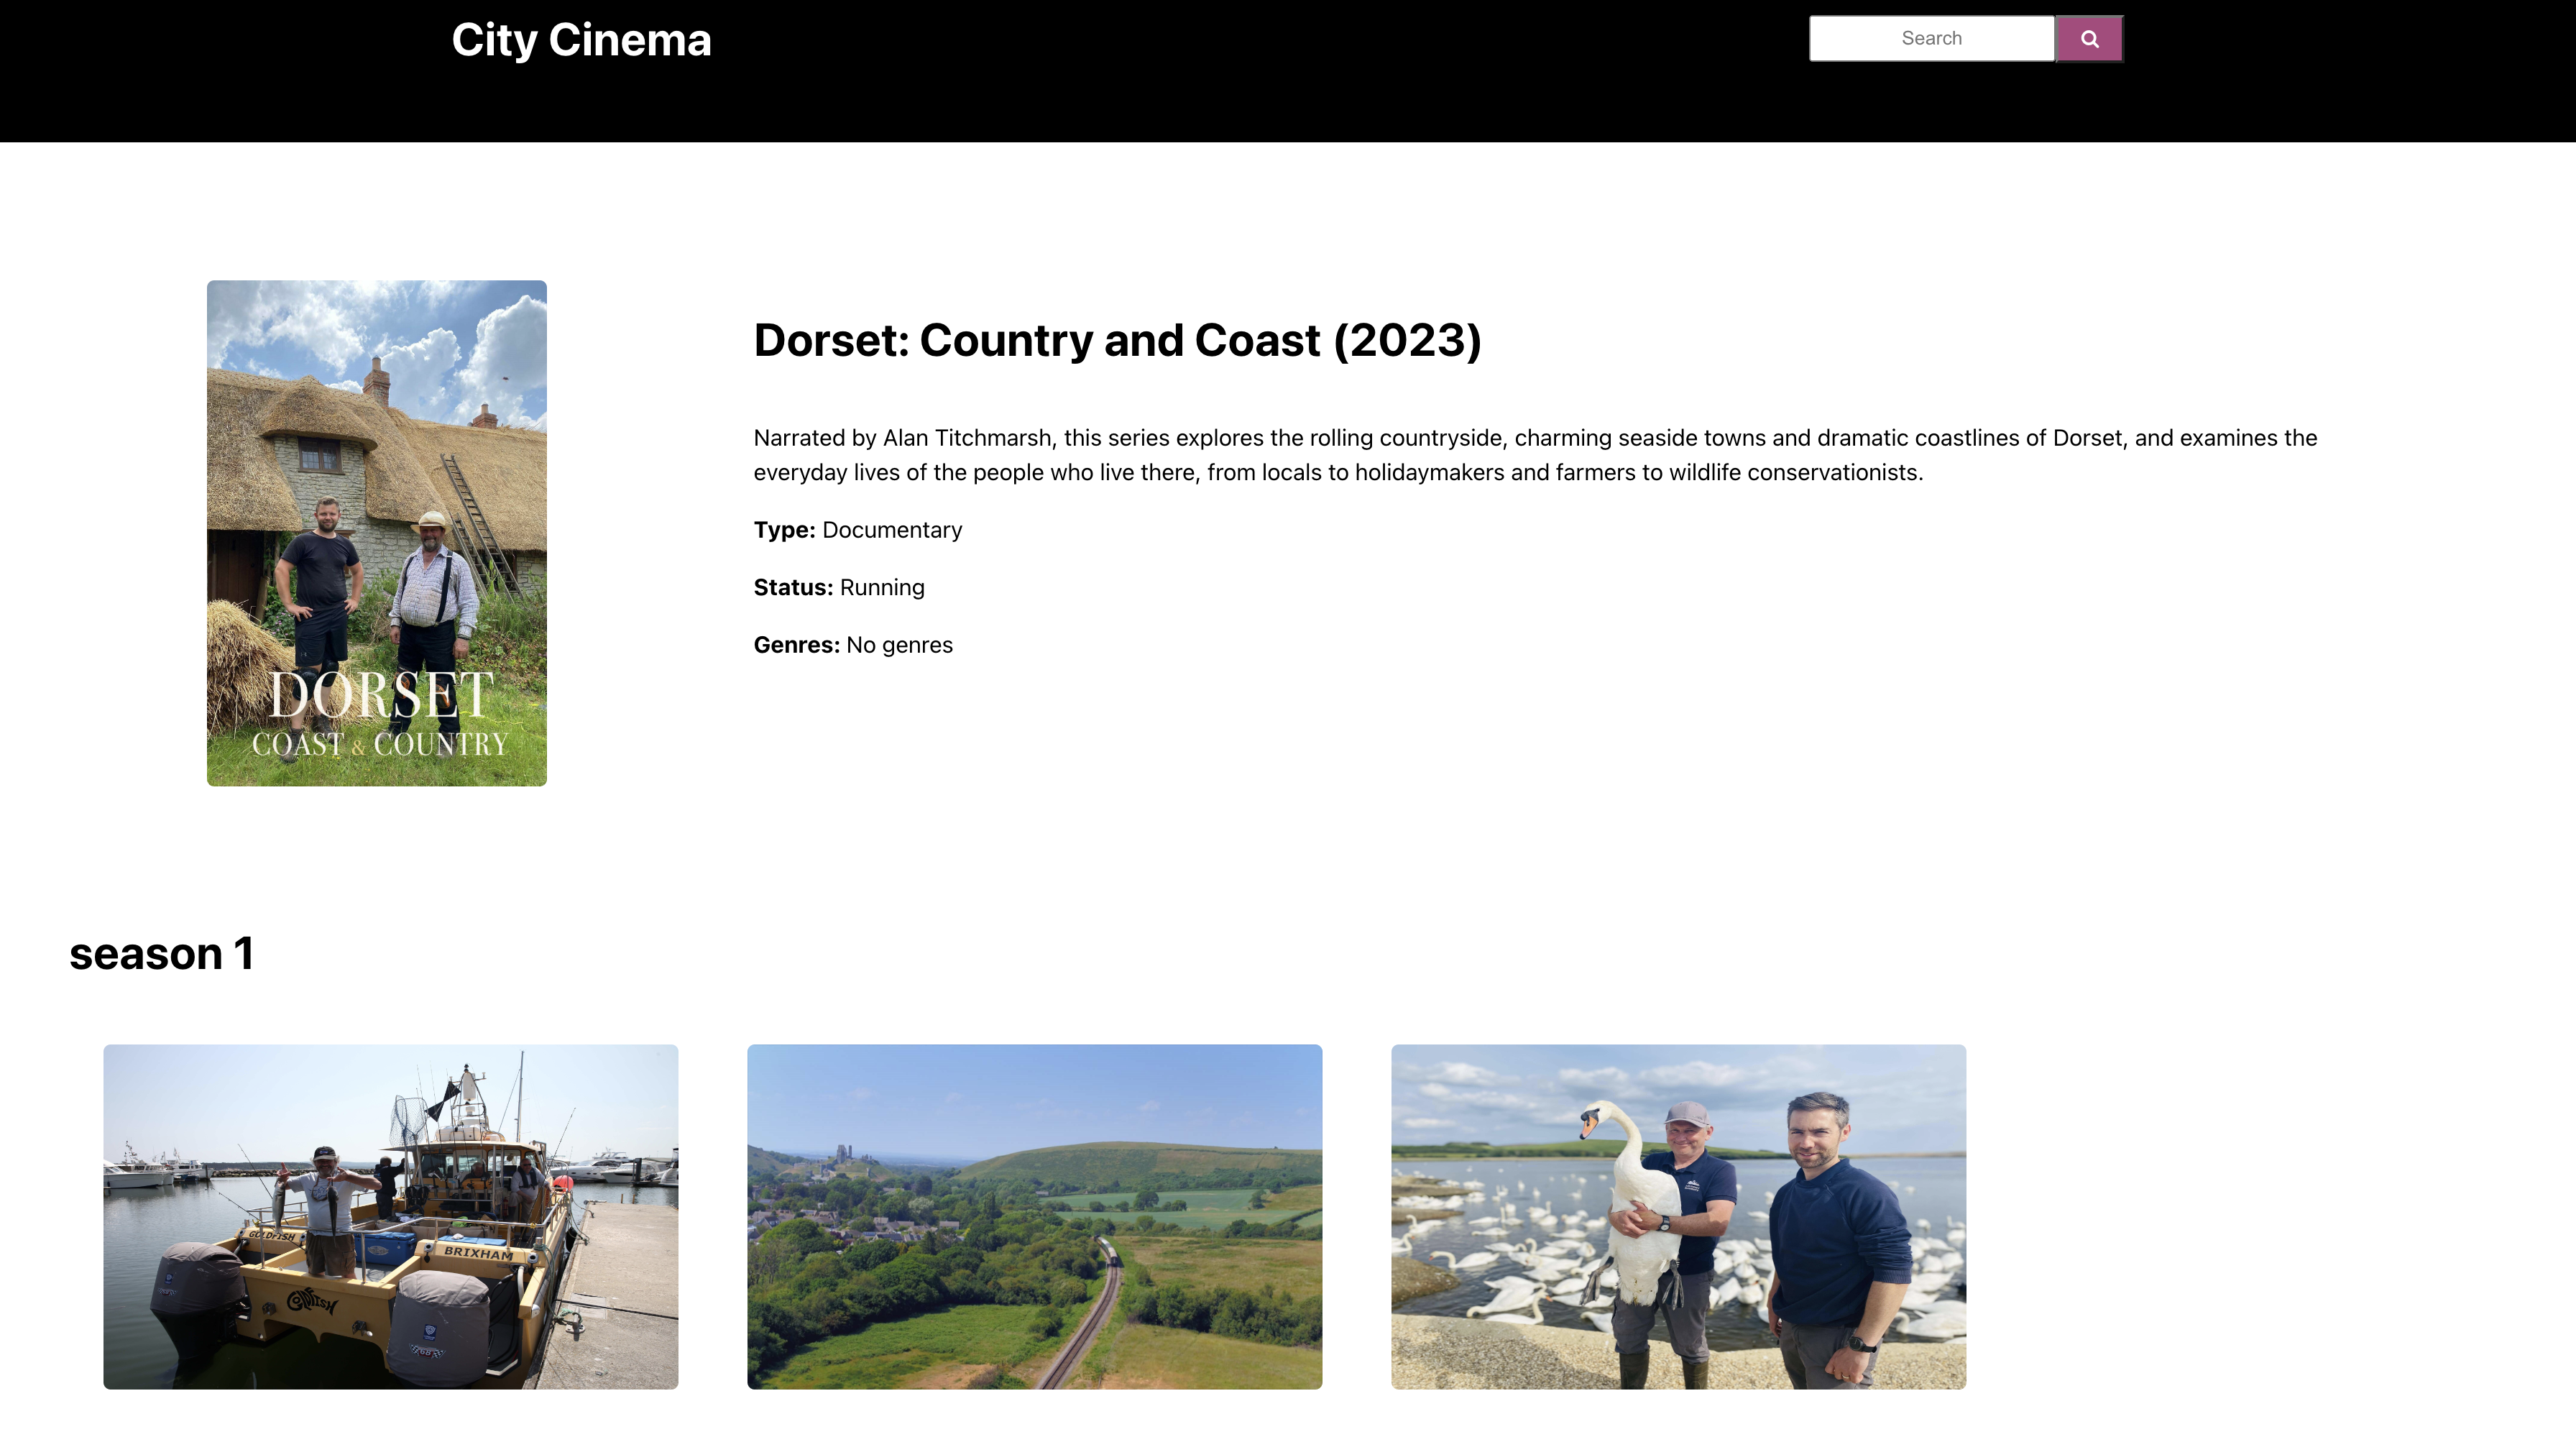 City Cinema
Search
Dorset: Country and Coast (2023)
Narrated by Alan Titchmarsh, this series explores the rolling countryside, charming seaside towns and dramatic coastlines of Dorset, and examines the
everyday lives of the people who live there, from locals to holidaymakers and farmers to wildlife conservationists.
Type: Documentary
Status: Running
Genres: No genres
DORSET
COAST & COUNTRY
season 1
GOLDFISH
BRIXHAM
GOLDFISH